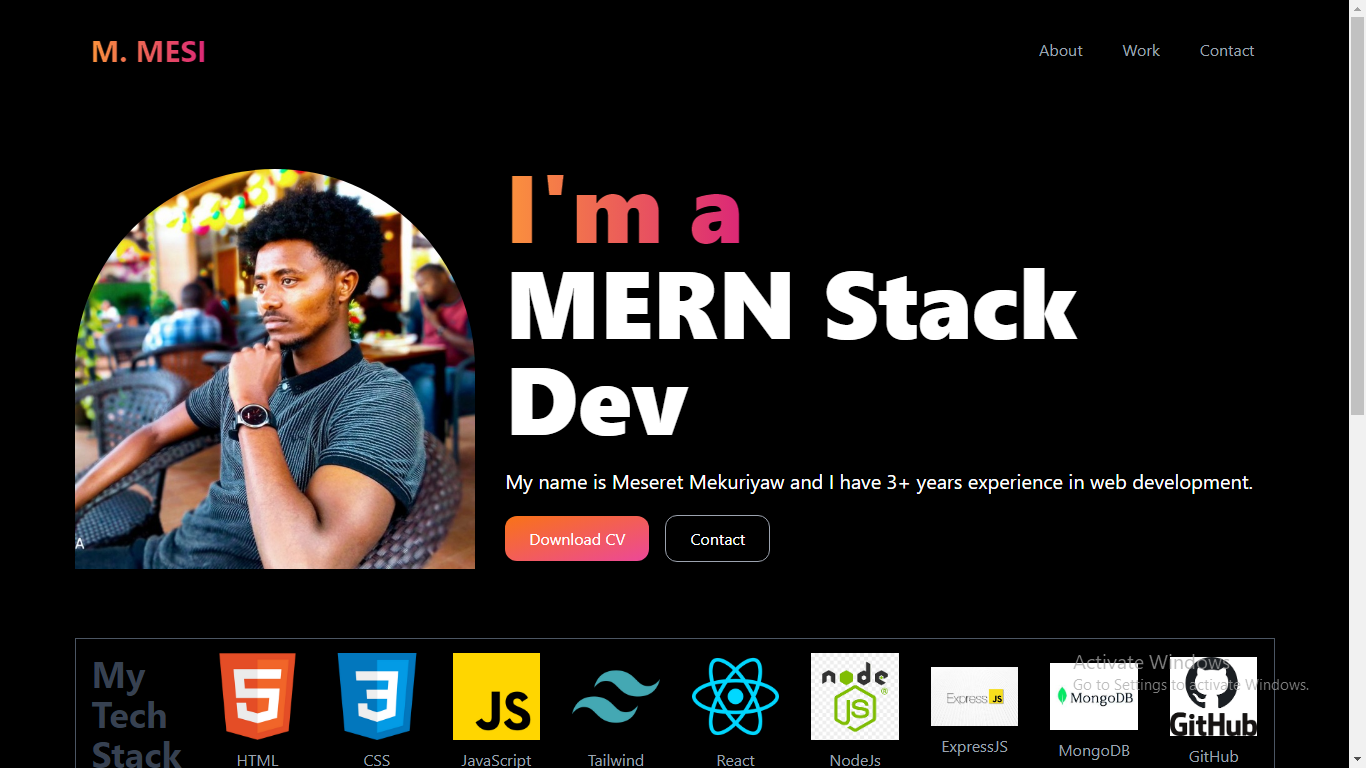 M. MESI
About
Work
Contact
I'm a
MERN Stack
Dev
My name is Meseret Mekuriyaw and I have 3+ years experience in web development.
Download CV
Contact
A
My
Tech
Stack
5
3
JS
node
JS
®
Express JS
MongoDB
GitHub
HTML
CSS
JavaScript
Tailwind
React
NodeJs
ExpressJS
MongoDB
GitHub
Activate Windows
Go to Settings to activate Windows.